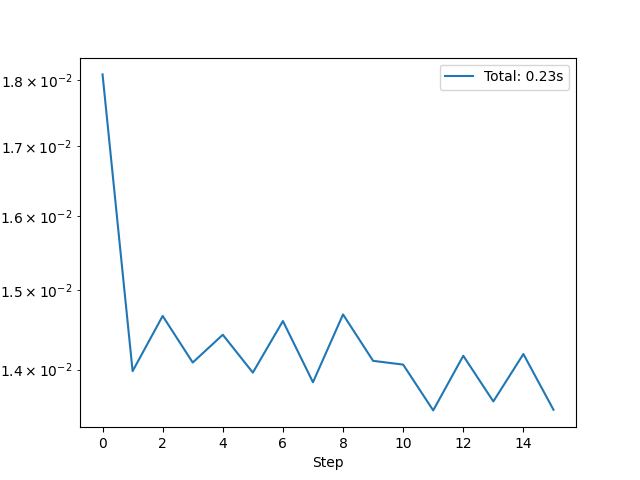 Total: 0.23s
1.8 × 10⁻²
1.7 × 10⁻²
1.6 × 10⁻²
1.5 × 10⁻²
1.4 × 10⁻²
0 2 4 6 8 10 12 14
Step